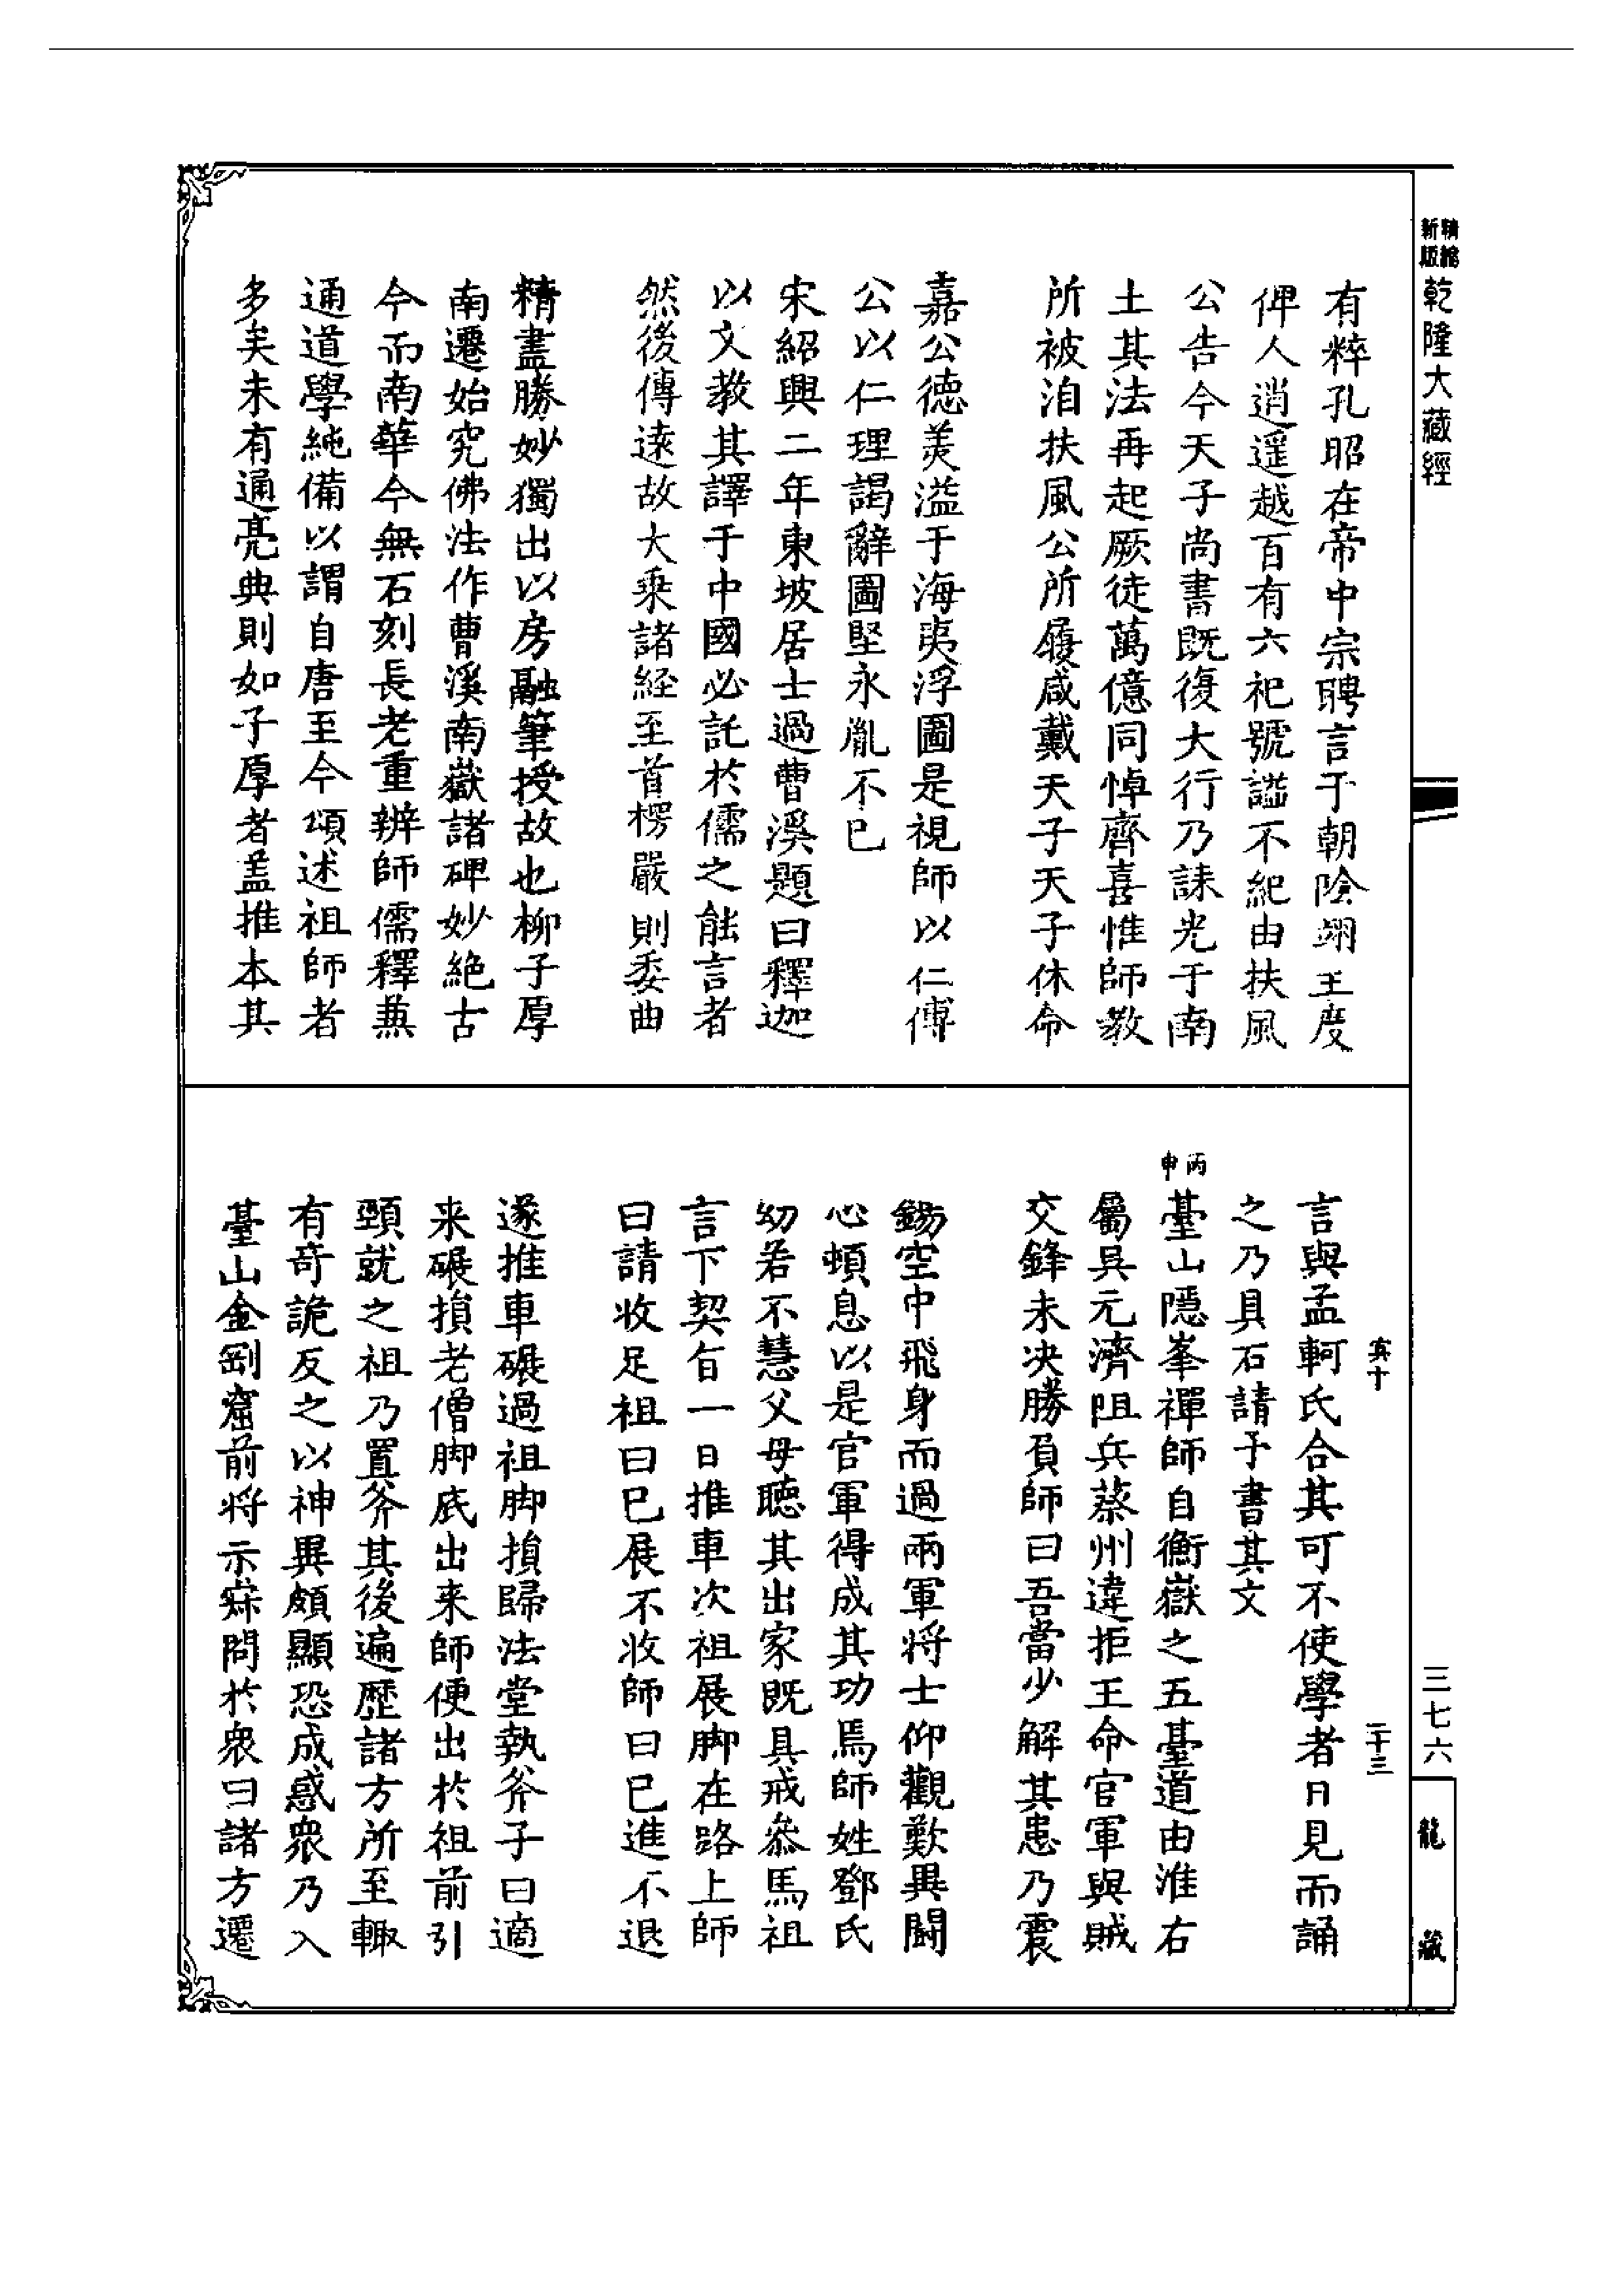 精縮新版乾隆大藏經
有粹孔昭在帝中宗聘言于朝陰翊王度
俾人逍遥越百有六祀號諡不紀由扶風
公告今天子尚書既復大行乃誄光于南
土其法再起厥徒萬億同悼齊喜惟師教
所被洎扶風公所履咸戴天子天子休命
嘉公德美溢于海夷浮圖是視師以仁傳
公以仁理謁辭圖堅永胤不已
宋紹興二年東坡居士過曹溪題曰釋迦
以文教其譯于中國必託於儒之能言者
然後傳逺故大乘諸経至首楞嚴則委曲
精盡勝妙獨出以房融筆授故也柳子厚
南遷始究佛法作曹溪南嶽諸碑妙絶古
今而南華今無石刻長老重辨師儒釋兼
通道學純備以謂自唐至今頌述祖師者
多矣未有通亮典則如子厚者盖推本其
賔十
二十三
言與孟軻氏合其可不使學者日見而誦
之乃具石請予書其文
丙申
臺山隱峯禪師自衡嶽之五臺道由淮右
屬吳元濟阻兵蔡州違拒王命官軍與賊
交鋒未决勝負師曰吾當少解其患乃震
錫空中飛身而過兩軍将士仰觀歎異鬪
心頓息以是官軍得成其功焉師姓鄧氏
幼若不慧父母聴其出家既具戒叅馬祖
言下契旨一日推車次祖展脚在路上師
曰請收足祖曰已展不收師曰已進不退
遂推車碾過祖脚損歸法堂執斧子曰適
来碾損老僧脚底出来師便出於祖前引
頸就之祖乃置斧其後遍歴諸方所至輙
有竒詭反之以神異頗顯恐成惑衆乃入
臺山金剛窟前将示寂問於衆曰諸方遷
三七六
龍藏